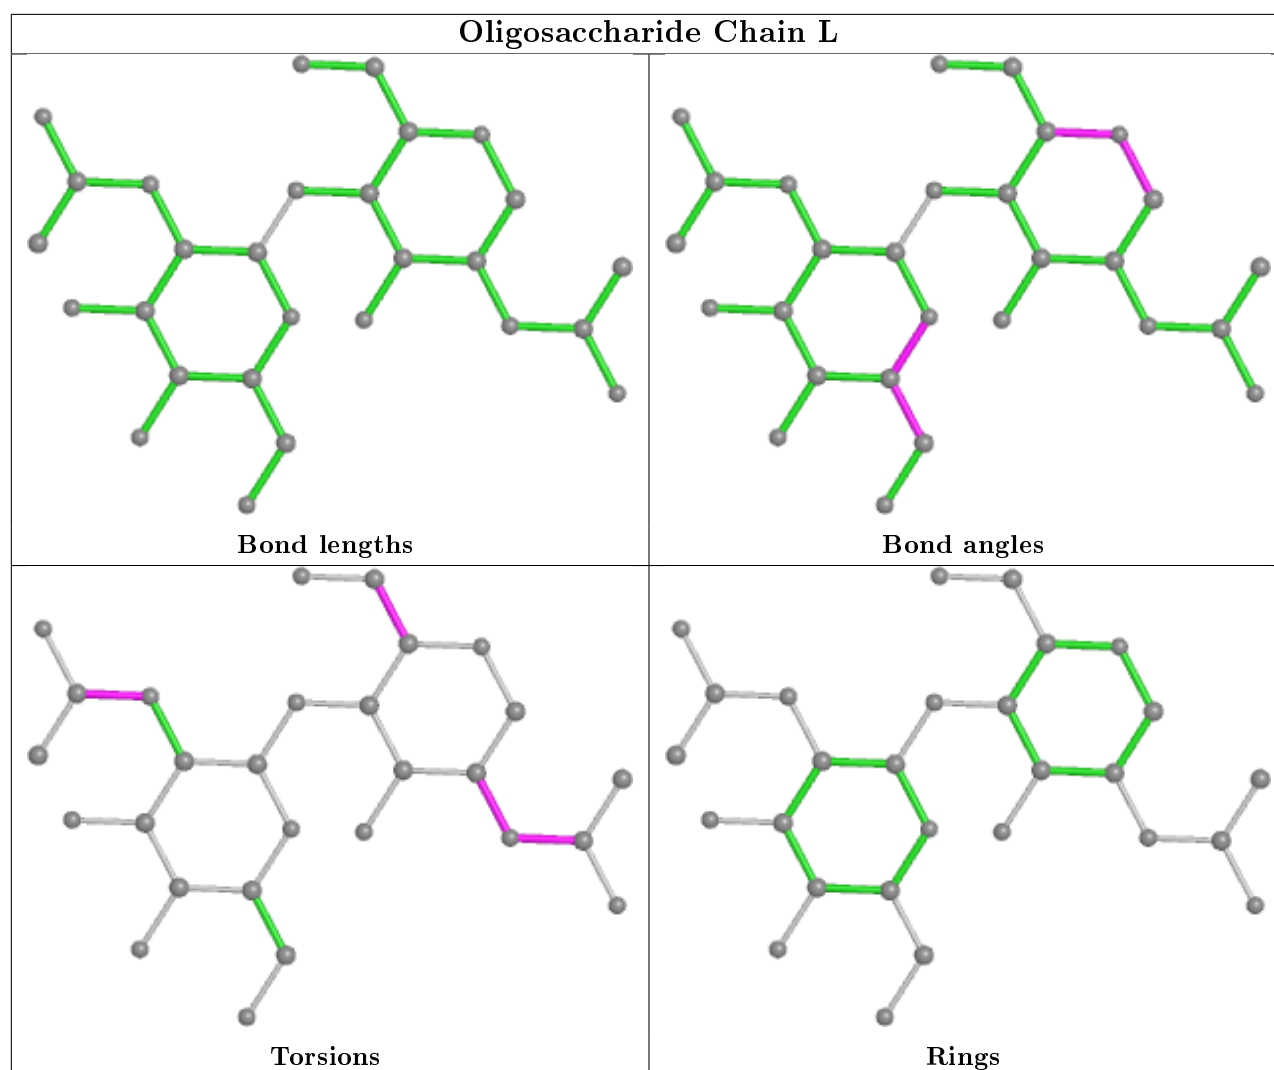 Oligosaccharide Chain L
Bond lengths
Bond angles
Torsions
Rings